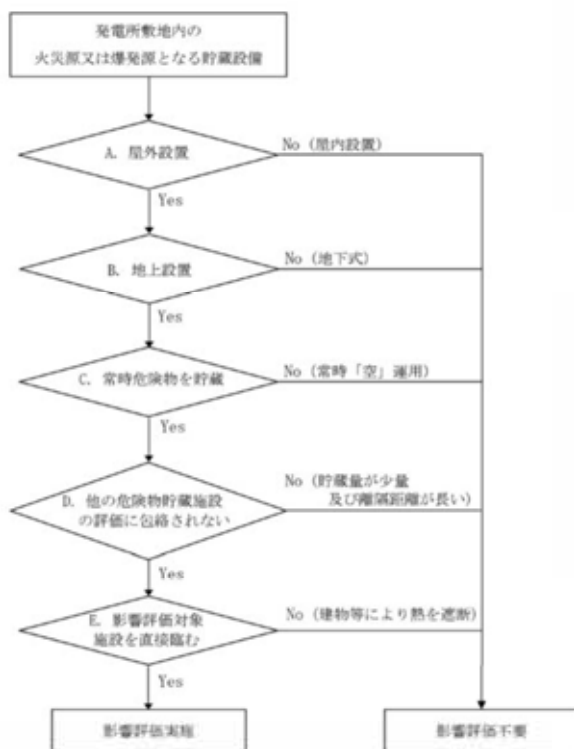 発電所敷地内の
火災源又は爆発源となる貯蔵設備
A. 屋外設置
No (屋内設置)
Yes
B. 地上設置
No (地下式)
Yes
C. 常時危険物を貯蔵
No (常時「空」運用)
Yes
D. 他の危険物貯蔵施設
の評価に包絡されない
No (貯蔵量が少量
及び離隔距離が長い)
Yes
E. 影響評価対象
施設を直接臨む
No (建物等により熱を遮断)
Yes
影響評価実施
影響評価不要